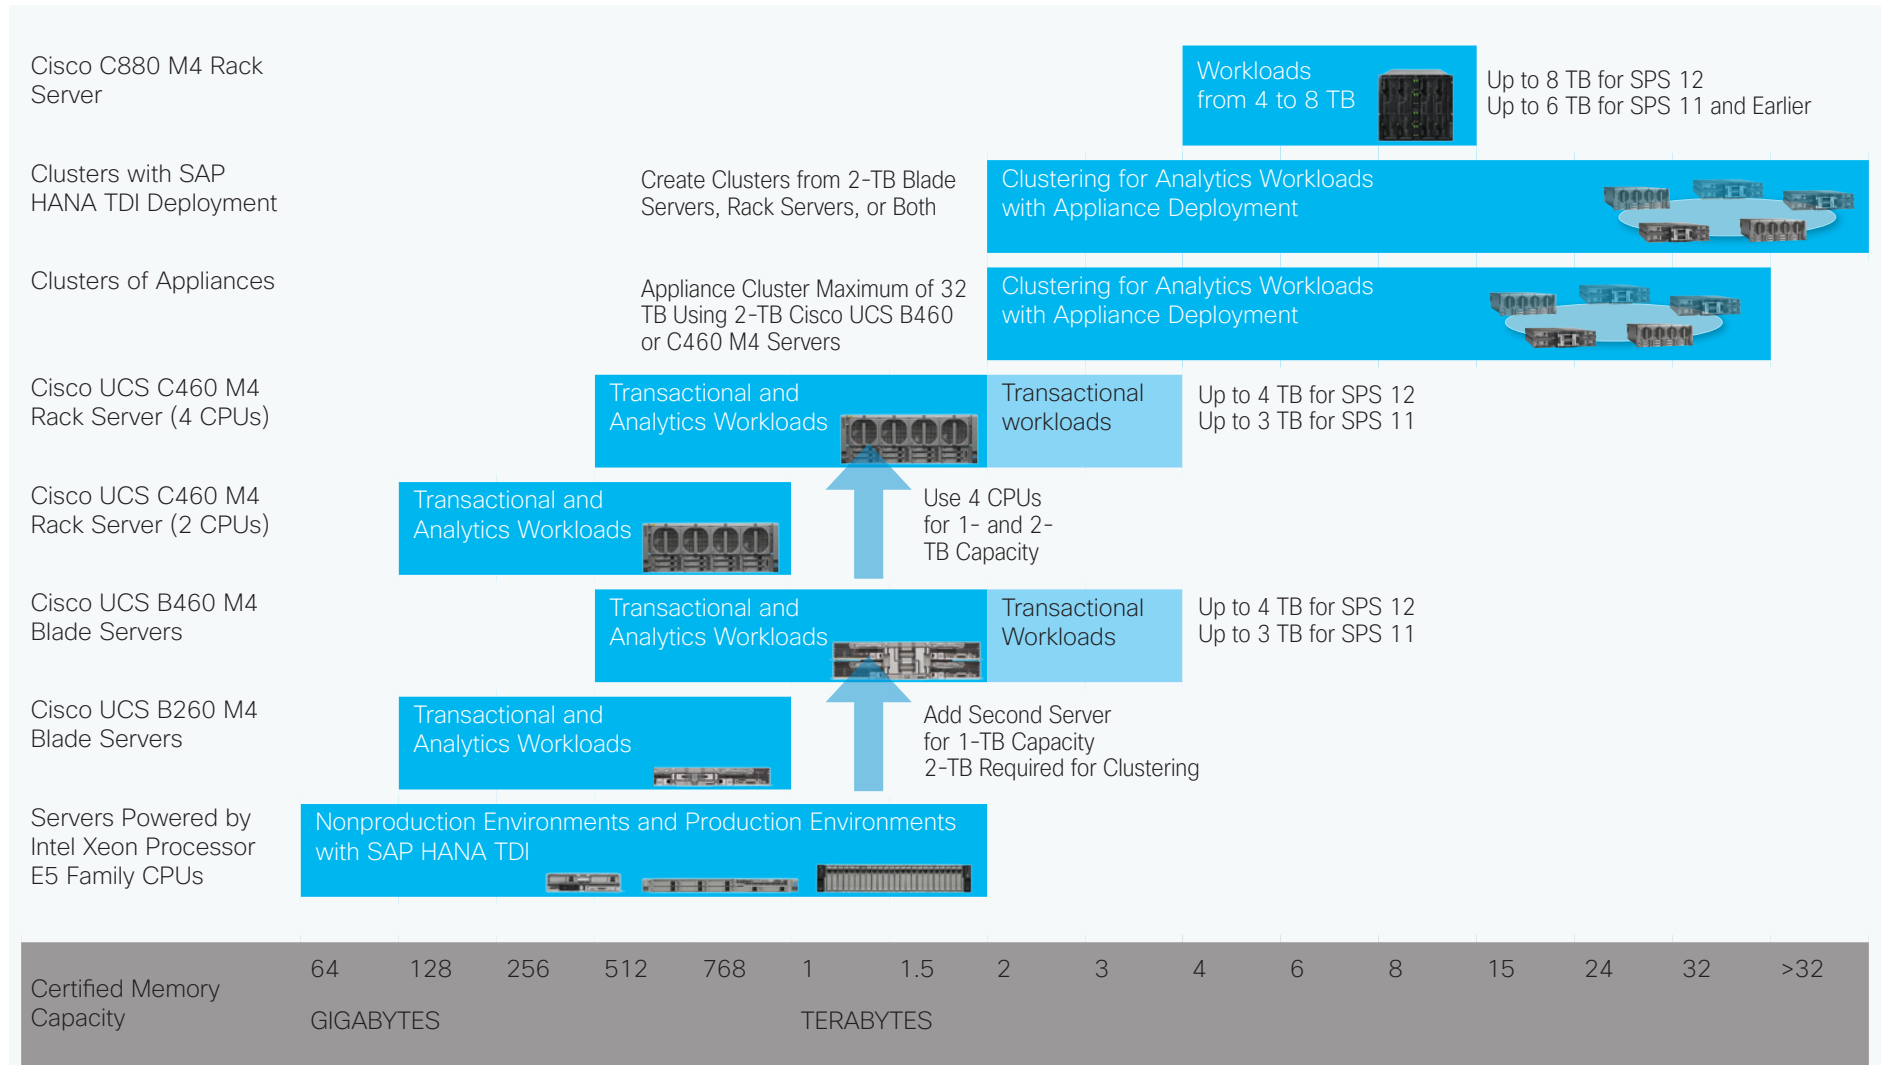 Cisco C880 M4 Rack
Server
Workloads
from 4 to 8 TB
Up to 8 TB for SPS 12
Up to 6 TB for SPS 11 and Earlier
Clusters with SAP
HANA TDI Deployment
Create Clusters from 2-TB Blade
Servers, Rack Servers, or Both
Clustering for Analytics Workloads
with Appliance Deployment
Clusters of Appliances
Appliance Cluster Maximum of 32
TB Using 2-TB Cisco UCS B460
or C460 M4 Servers
Clustering for Analytics Workloads
with Appliance Deployment
Cisco UCS C460 M4
Rack Server (4 CPUs)
Transactional and
Analytics Workloads
Transactional
workloads
Up to 4 TB for SPS 12
Up to 3 TB for SPS 11
Cisco UCS C460 M4
Rack Server (2 CPUs)
Transactional and
Analytics Workloads
Use 4 CPUs
for 1- and 2-
TB Capacity
Cisco UCS B460 M4
Blade Servers
Transactional and
Analytics Workloads
Transactional
Workloads
Up to 4 TB for SPS 12
Up to 3 TB for SPS 11
Cisco UCS B260 M4
Blade Servers
Transactional and
Analytics Workloads
Add Second Server
for 1-TB Capacity
2-TB Required for Clustering
Servers Powered by
Intel Xeon Processor
E5 Family CPUs
Nonproduction Environments and Production Environments
with SAP HANA TDI
Certified Memory
Capacity
64 128 256 512 768 1 1.5 2 3 4 6 8 15 24 32 >32
GIGABYTES TERABYTES